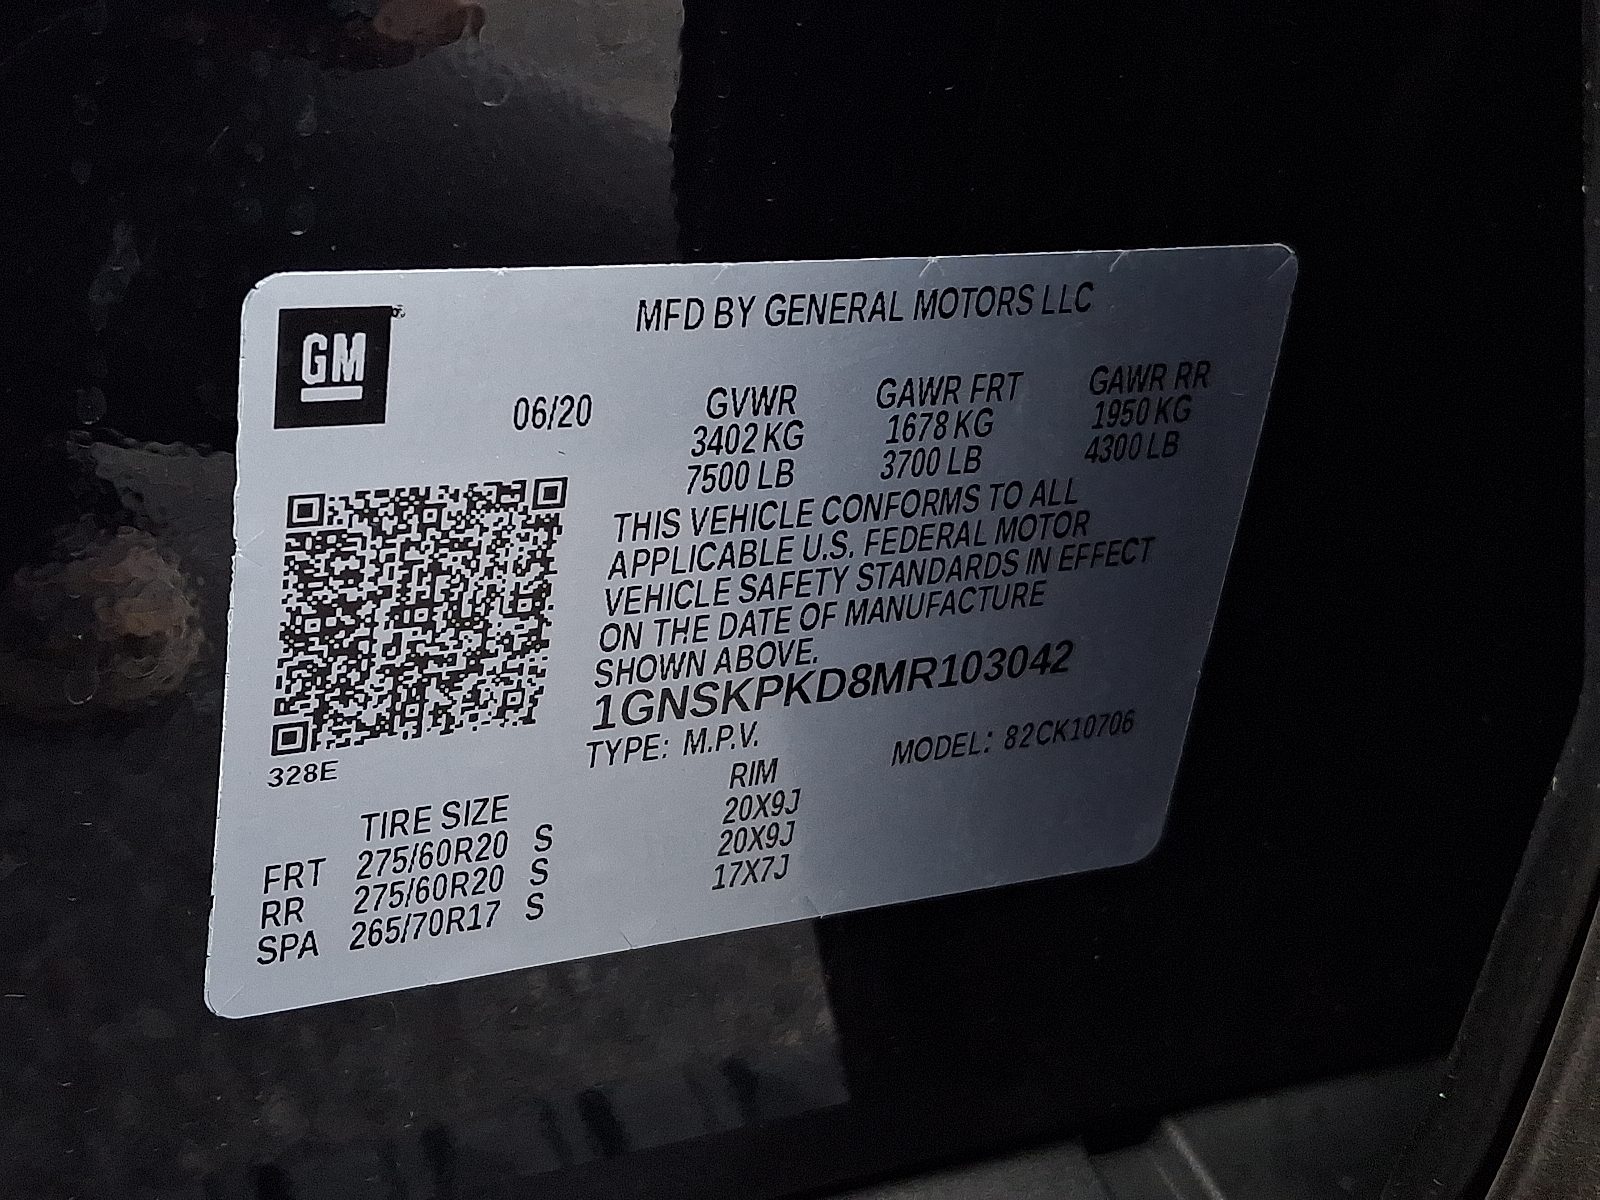 GM
MFD BY GENERAL MOTORS LLC
06/20 GVWR GAWR FRT GAWR RR
3402 KG 1678 KG 1950 KG
7500 LB 3700 LB 4300 LB
THIS VEHICLE CONFORMS TO ALL
APPLICABLE U.S. FEDERAL MOTOR
VEHICLE SAFETY STANDARDS IN EFFECT
ON THE DATE OF MANUFACTURE
SHOWN ABOVE.
1GNSKPKD8MR103042
TYPE: M.P.V. MODEL: 82CK10706
328E
TIRE SIZE RIM
FRT 275/60R20 S 20X9J
RR 275/60R20 S 20X9J
SPA 265/70R17 S 17X7J